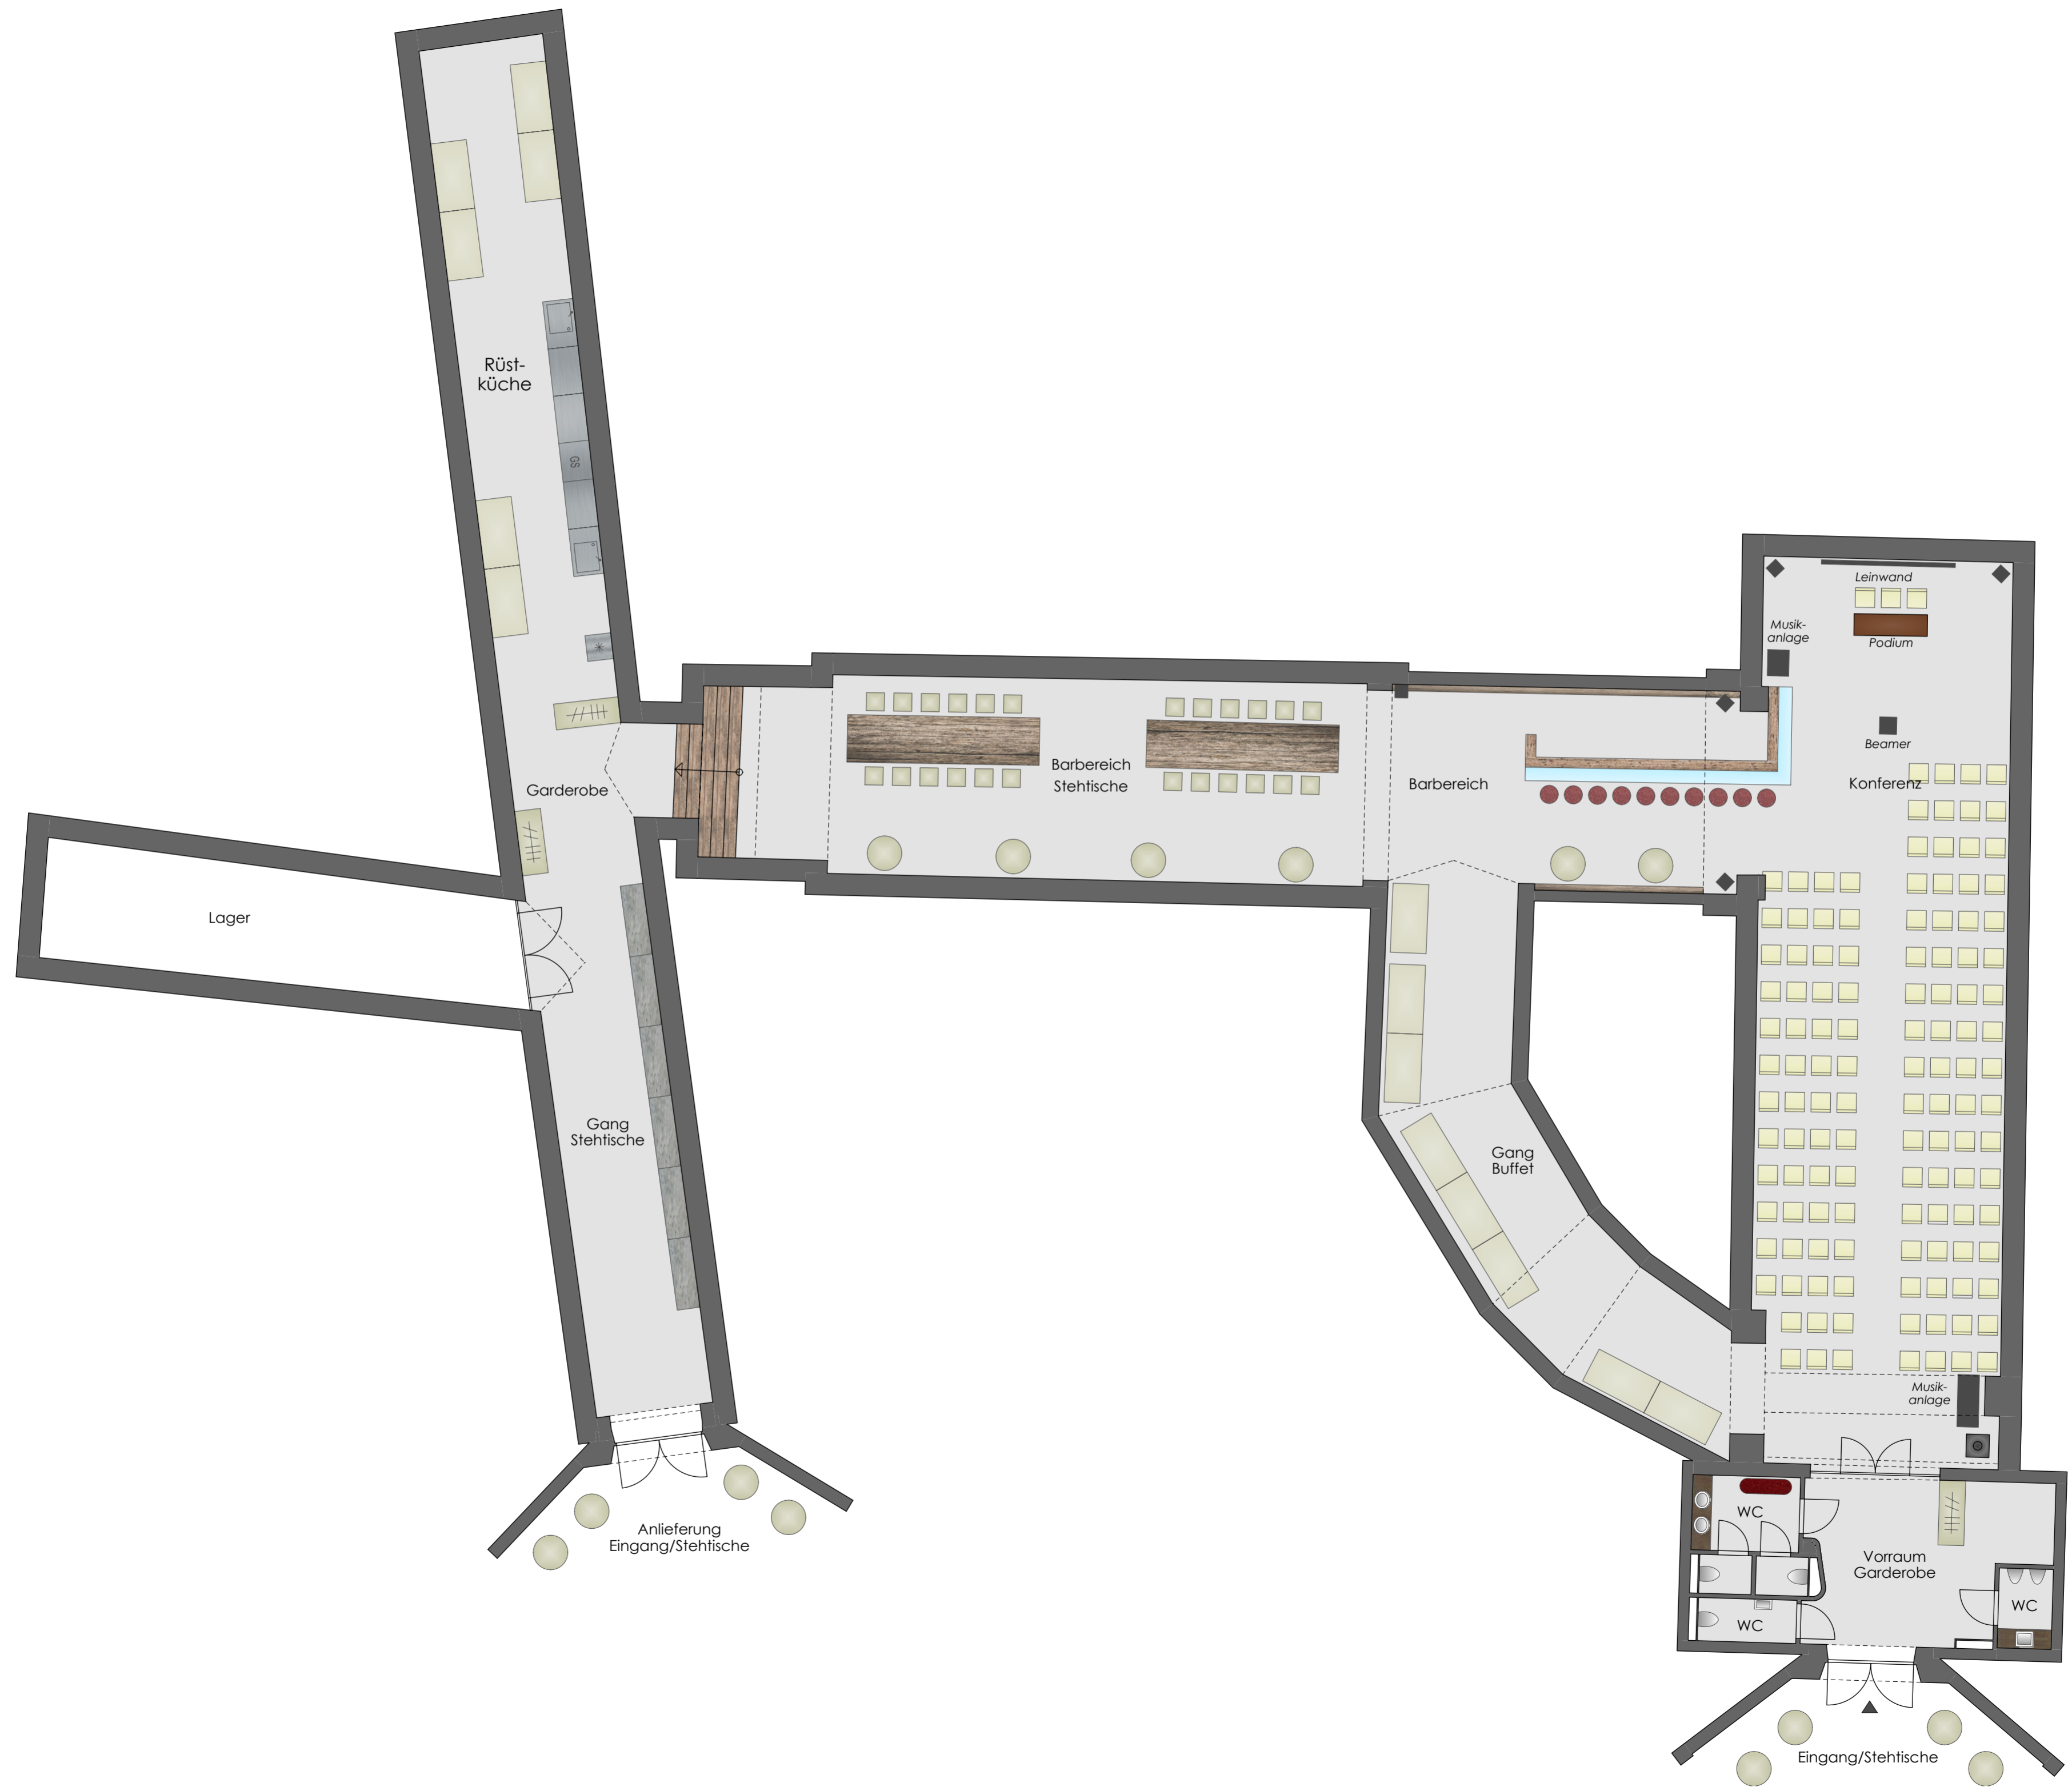 Rüst-
küche
GS
Garderobe
Lager
Gang
Stehtische
Anlieferung
Eingang/Stehtische
Barbereich
Stehtische
Barbereich
Leinwand
Musik-
anlage
Podium
Beamer
Konferenz
Gang
Buffet
Musik-
anlage
WC
Vorraum
Garderobe
WC
WC
Eingang/Stehtische